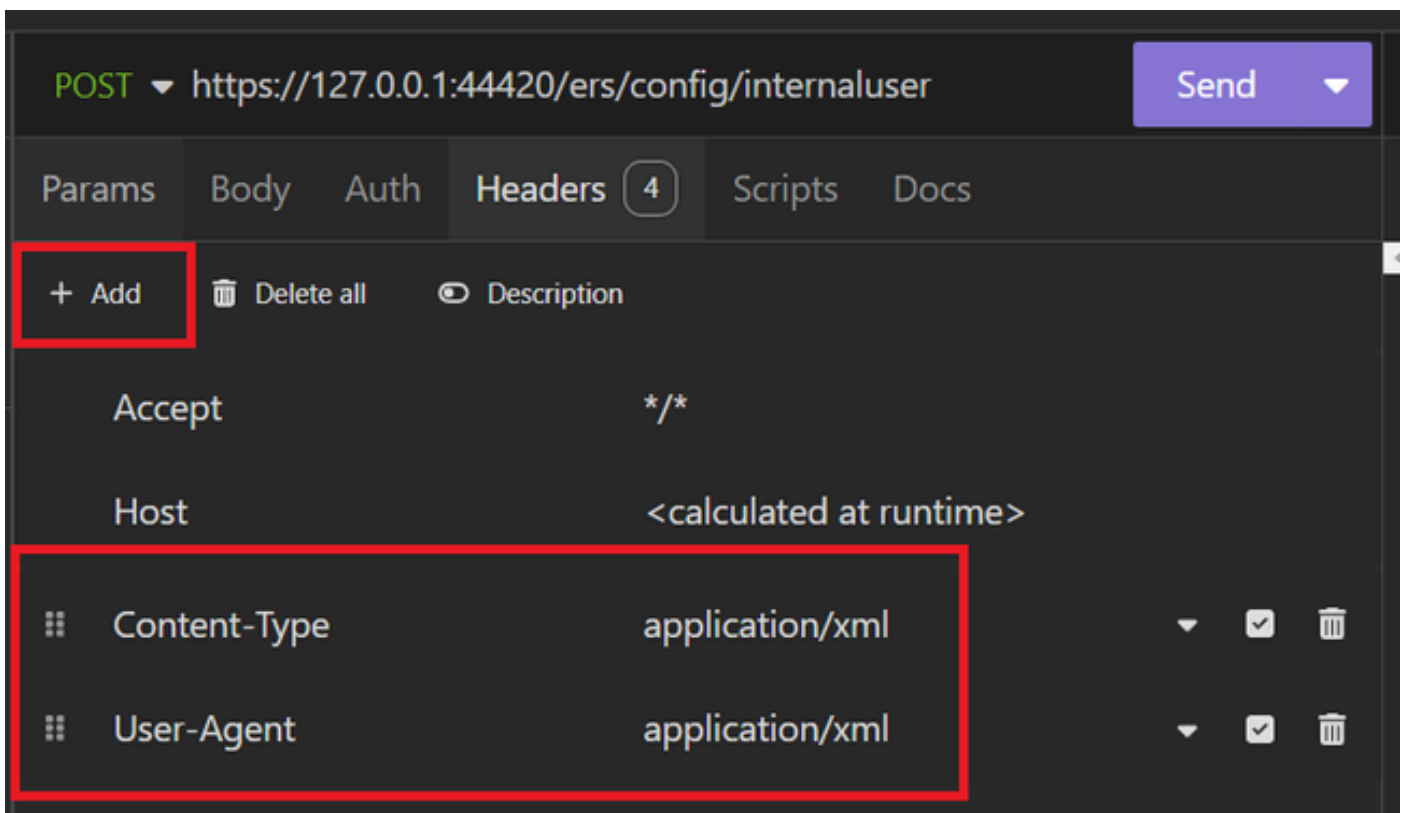 POST https://127.0.0.1:44420/ers/config/internaluser Send
Params Body Auth Headers 4 Scripts Docs
+ Add Delete all Description
Accept */*
Host <calculated at runtime>
Content-Type application/xml
User-Agent application/xml